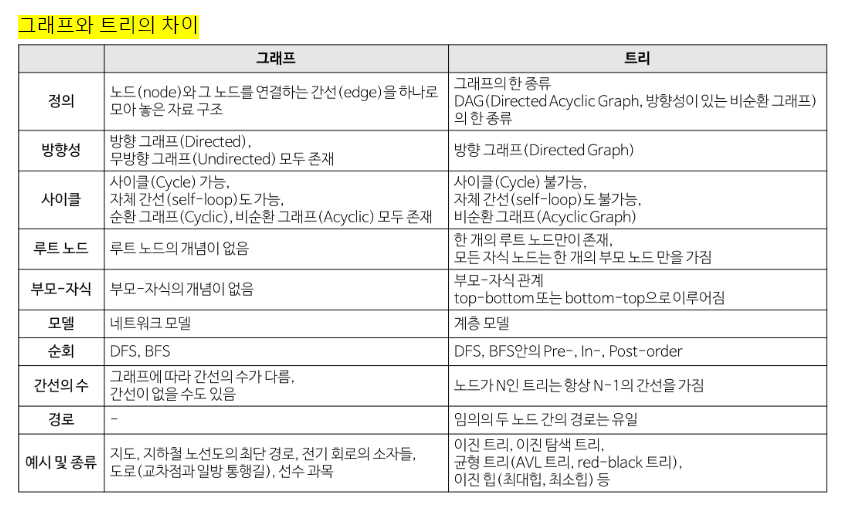 그래프와 트리의 차이
그래프
트리
정의
노드(node)와 그 노드를 연결하는 간선(edge)을 하나로
모아 놓은 자료 구조
그래프의 한 종류
DAG(Directed Acyclic Graph, 방향성이 있는 비순환 그래프)
의 한 종류
방향성
방향 그래프(Directed),
무방향 그래프(Undirected) 모두 존재
방향 그래프(Directed Graph)
사이클
사이클(Cycle) 가능,
자체 간선(self-loop)도 가능,
순환 그래프(Cyclic), 비순환 그래프(Acyclic) 모두 존재
사이클(Cycle) 불가능,
자체 간선(self-loop)도 불가능,
비순환 그래프(Acyclic Graph)
루트 노드
루트 노드의 개념이 없음
한 개의 루트 노드만이 존재,
모든 자식 노드는 한 개의 부모 노드 만을 가짐
부모-자식
부모-자식의 개념이 없음
부모-자식 관계
top-bottom 또는 bottom-top으로 이루어짐
모델
네트워크 모델
계층 모델
순회
DFS, BFS
DFS, BFS안의 Pre-, In-, Post-order
간선의 수
그래프에 따라 간선의 수가 다름,
간선이 없을 수도 있음
노드가 N인 트리는 항상 N-1의 간선을 가짐
경로
-
임의의 두 노드 간의 경로는 유일
예시 및 종류
지도, 지하철 노선도의 최단 경로, 전기 회로의 소자들,
도로(교차점과 일방 통행길), 선수 과목
이진 트리, 이진 탐색 트리,
균형 트리(AVL 트리, red-black 트리),
이진 힙(최대힙, 최소힙) 등